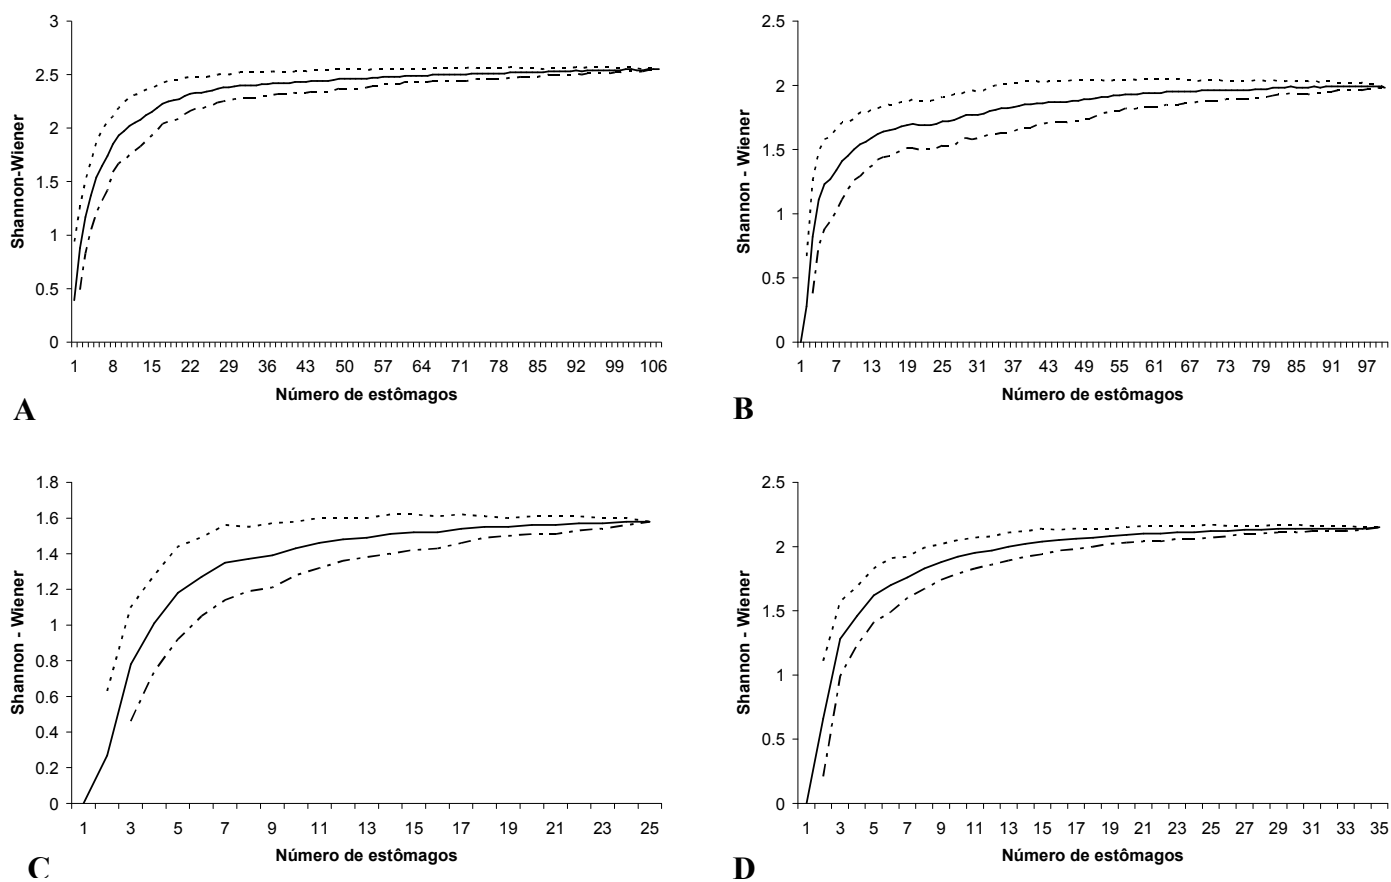 3
2.5
2
1.5
1
0.5
0
Shannon-Wiener
1 8 15 22 29 36 43 50 57 64 71 78 85 92 99 106
Número de estômagos
A
2.5
2
1.5
1
0.5
0
Shannon - Wiener
1 7 13 19 25 31 37 43 49 55 61 67 73 79 85 91 97
Número de estômagos
B
1.8
1.6
1.4
1.2
1
0.8
0.6
0.4
0.2
0
Shannon - Wiener
1 3 5 7 9 11 13 15 17 19 21 23 25
Número de estômagos
C
2.5
2
1.5
1
0.5
0
Shannon - Wiener
1 3 5 7 9 11 13 15 17 19 21 23 25 27 29 31 33 35
Número de estômagos
D